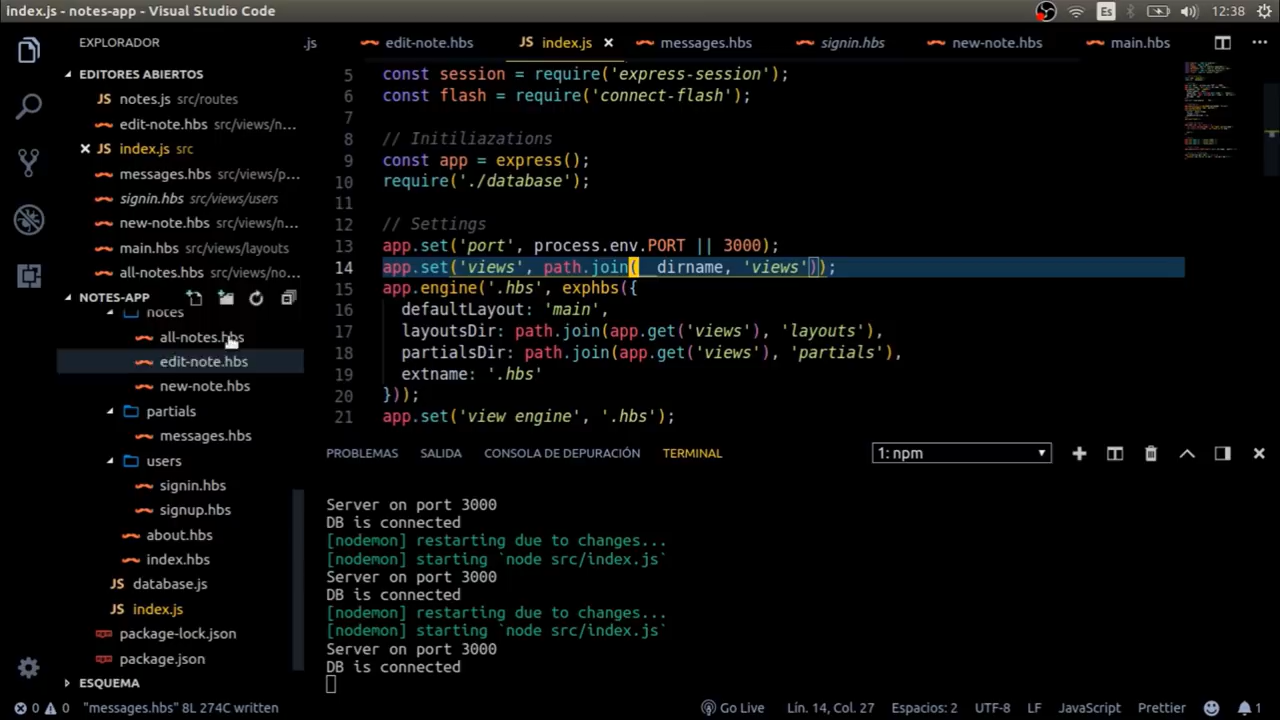 index.js - notes-app - Visual Studio Code
Es
12:38
EXPLORADOR
.js
edit-note.hbs
JS index.js
messages.hbs
signin.hbs
new-note.hbs
main.hbs
EDITORES ABIERTOS
JS notes.js src/routes
edit-note.hbs src/views/n...
JS index.js src
messages.hbs src/views/p...
signin.hbs src/views/users
new-note.hbs src/views/n...
main.hbs src/views/layouts
all-notes.hbs src/views/n...
NOTES-APP
notes
all-notes.hbs
edit-note.hbs
new-note.hbs
partials
messages.hbs
users
signin.hbs
signup.hbs
about.hbs
index.hbs
JS database.js
JS index.js
package-lock.json
package.json
ESQUEMA
5 const session = require('express-session');
6 const flash = require('connect-flash');
7
8 // Initiliazations
9 const app = express();
10 require('./database');
11
12 // Settings
13 app.set('port', process.env.PORT || 3000);
14 app.set('views', path.join(__dirname, 'views'));
15 app.engine('.hbs', exphbs({
16 defaultLayout: 'main',
17 layoutsDir: path.join(app.get('views'), 'layouts'),
18 partialsDir: path.join(app.get('views'), 'partials'),
19 extname: '.hbs'
20 }));
21 app.set('view engine', '.hbs');
PROBLEMAS
SALIDA
CONSOLA DE DEPURACIÓN
TERMINAL
1: npm
Server on port 3000
DB is connected
[nodemon] restarting due to changes...
[nodemon] starting `node src/index.js`
Server on port 3000
DB is connected
[nodemon] restarting due to changes...
[nodemon] starting `node src/index.js`
Server on port 3000
DB is connected
0 0 "messages.hbs" 8L 274C written
Go Live
Lín. 14, Col. 27
Espacios: 2
UTF-8
LF
JavaScript
Prettier
1